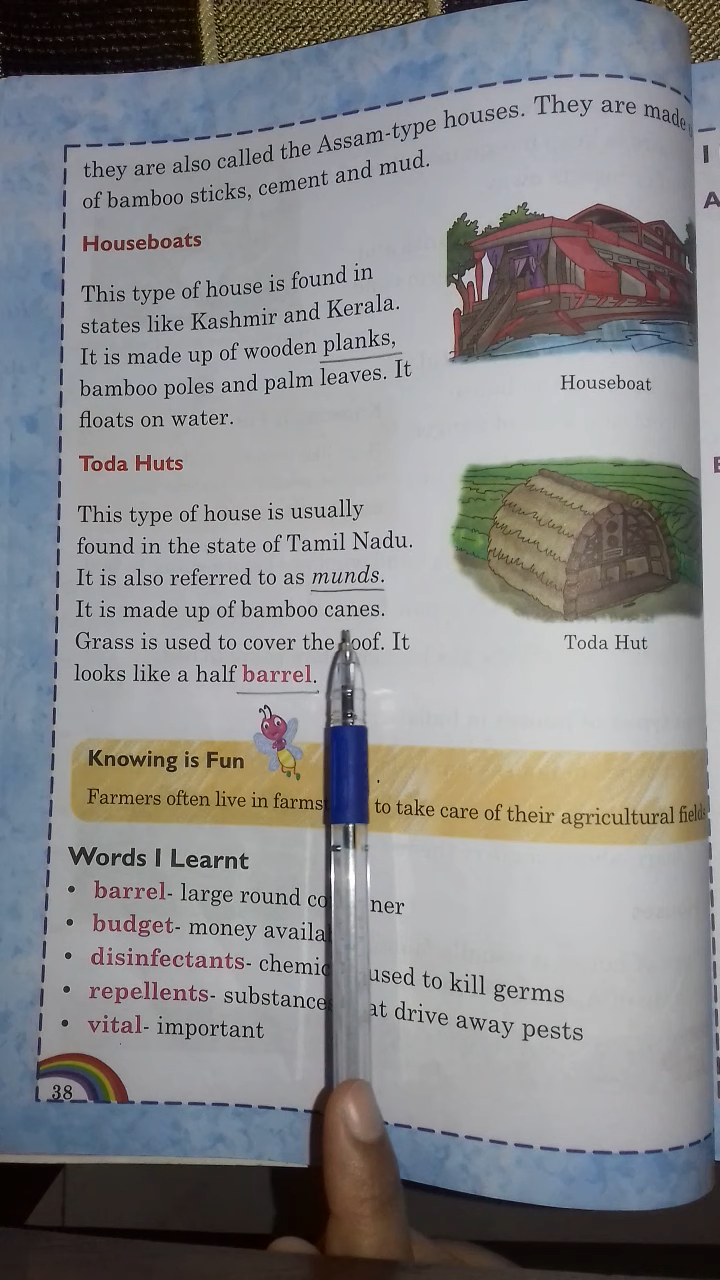 they are also called the Assam-type houses. They are made
of bamboo sticks, cement and mud.
Houseboats
This type of house is found in
states like Kashmir and Kerala.
It is made up of wooden planks,
bamboo poles and palm leaves. It
floats on water.
Houseboat
Toda Huts
This type of house is usually
found in the state of Tamil Nadu.
It is also referred to as munds.
It is made up of bamboo canes.
Grass is used to cover the oof. It
looks like a half barrel.
Toda Hut
Knowing is Fun
Farmers often live in farms to take care of their agricultural field
Words I Learnt
• barrel- large round co ner
• budget- money availa
• disinfectants- chemic used to kill germs
• repellents- substance at drive away pests
• vital- important
38
I
A
E